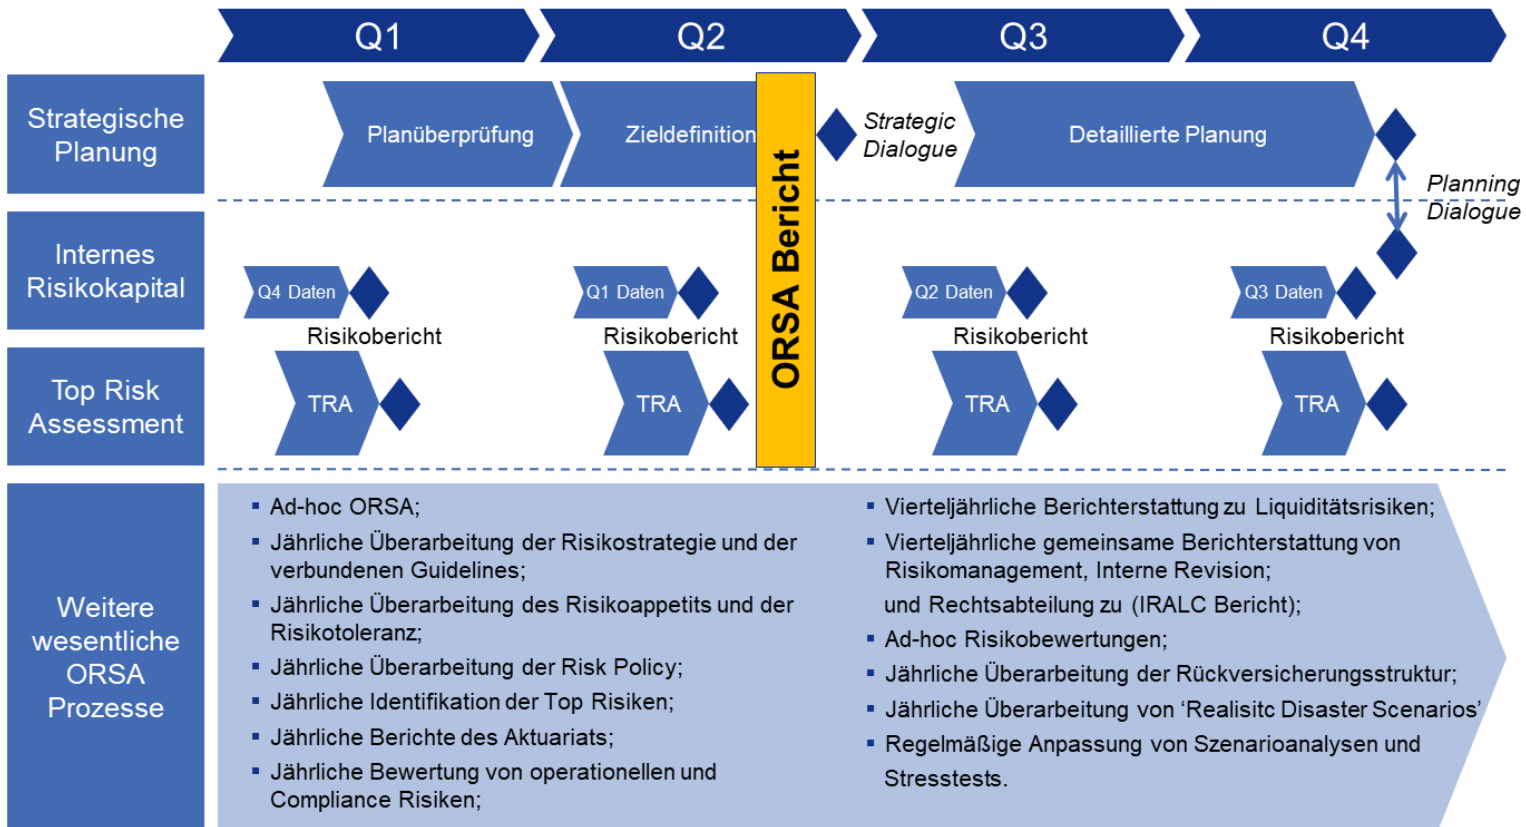 Q1
Q2
Q3
Q4
Strategische
Planung
Planüberprüfung
Zieldefinition
ORSA Bericht
Strategic
Dialogue
Detaillierte Planung
Planning
Dialogue
Internes
Risikokapital
Q4 Daten
Q1 Daten
Q2 Daten
Q3 Daten
Risikobericht
Risikobericht
Risikobericht
Risikobericht
Top Risk
Assessment
TRA
TRA
TRA
TRA
Weitere
wesentliche
ORSA
Prozesse
▪ Ad-hoc ORSA;
▪ Jährliche Überarbeitung der Risikostrategie und der
verbundenen Guidelines;
▪ Jährliche Überarbeitung des Risikoappetits und der
Risikotoleranz;
▪ Jährliche Überarbeitung der Risk Policy;
▪ Jährliche Identifikation der Top Risiken;
▪ Jährliche Berichte des Aktuariats;
▪ Jährliche Bewertung von operationellen und
Compliance Risiken;
▪ Vierteljährliche Berichterstattung zu Liquiditätsrisiken;
▪ Vierteljährliche gemeinsame Berichterstattung von
Risikomanagement, Interne Revision;
und Rechtsabteilung zu (IRALC Bericht);
▪ Ad-hoc Risikobewertungen;
▪ Jährliche Überarbeitung der Rückversicherungsstruktur;
▪ Jährliche Überarbeitung von ‘Realisitc Disaster Scenarios’
▪ Regelmäßige Anpassung von Szenarioanalysen und
Stresstests.